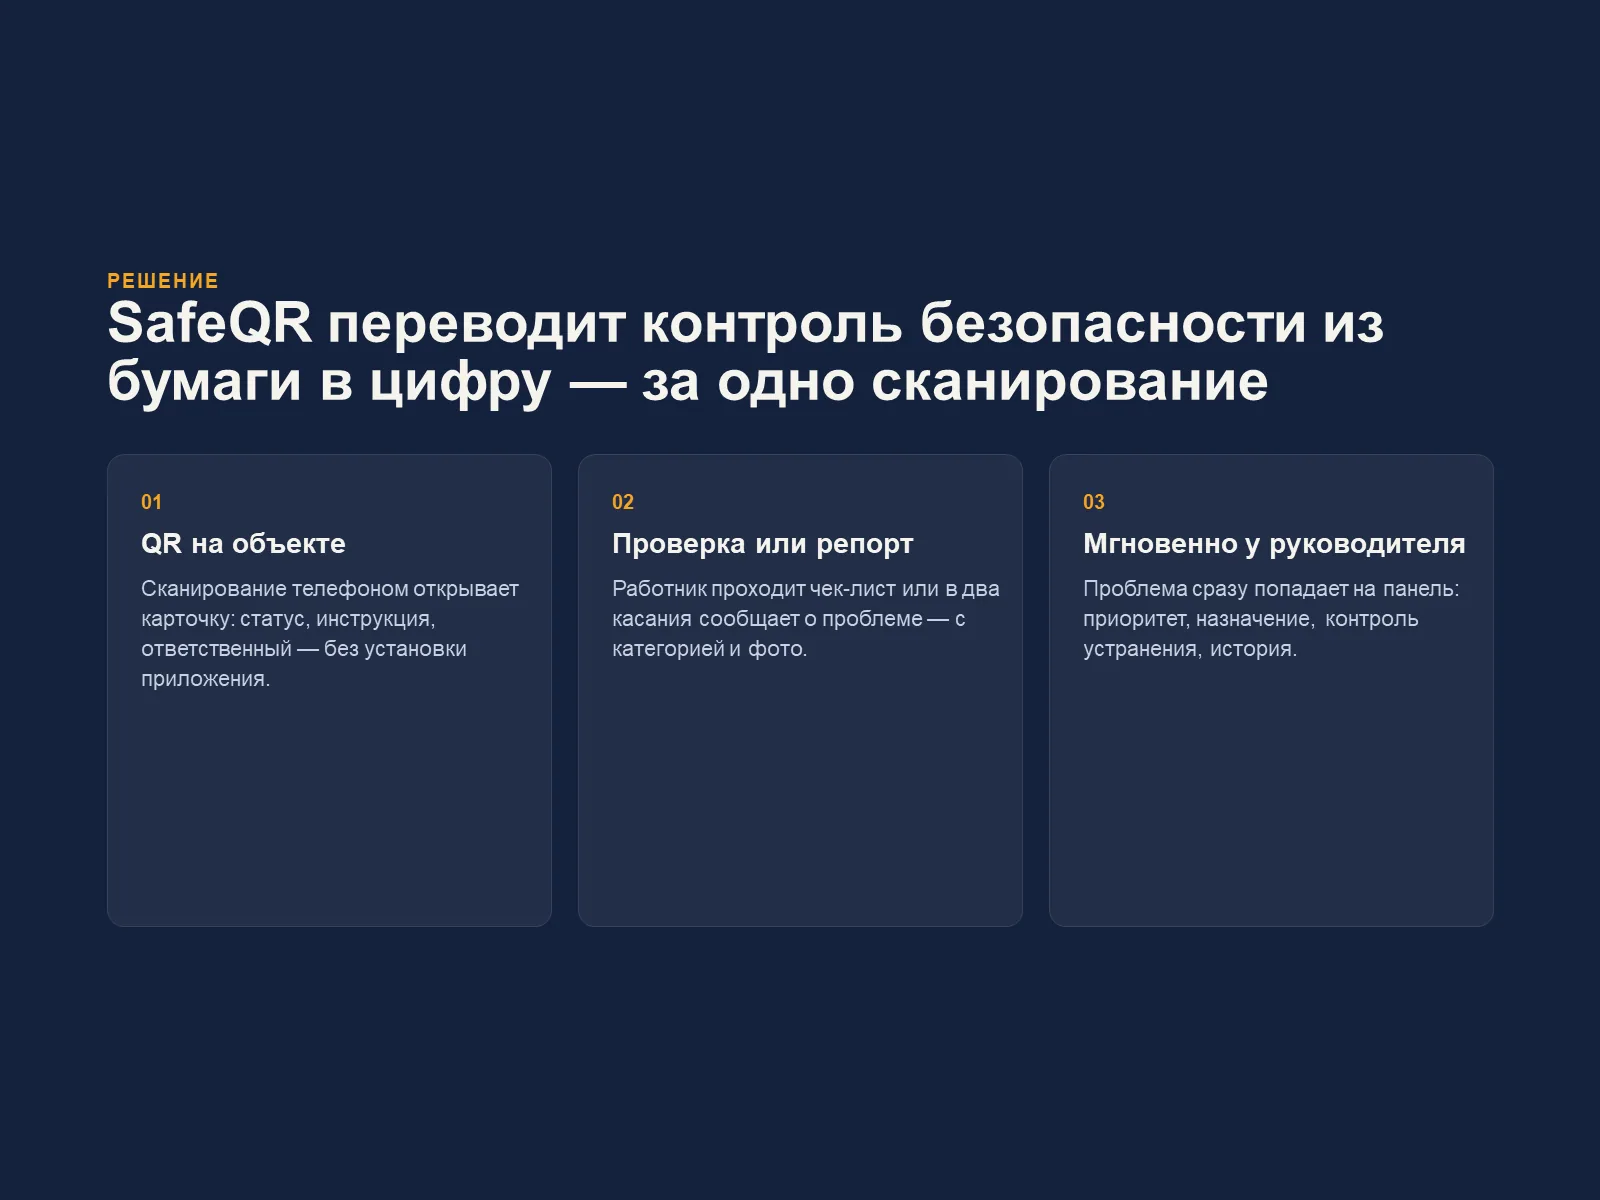 РЕШЕНИЕ
SafeQR переводит контроль безопасности из
бумаги в цифру — за одно сканирование
01
QR на объекте
Сканирование телефоном открывает
карточку: статус, инструкция,
ответственный — без установки
приложения.
02
Проверка или репорт
Работник проходит чек-лист или в два
касания сообщает о проблеме — с
категорией и фото.
03
Мгновенно у руководителя
Проблема сразу попадает на панель:
приоритет, назначение, контроль
устранения, история.